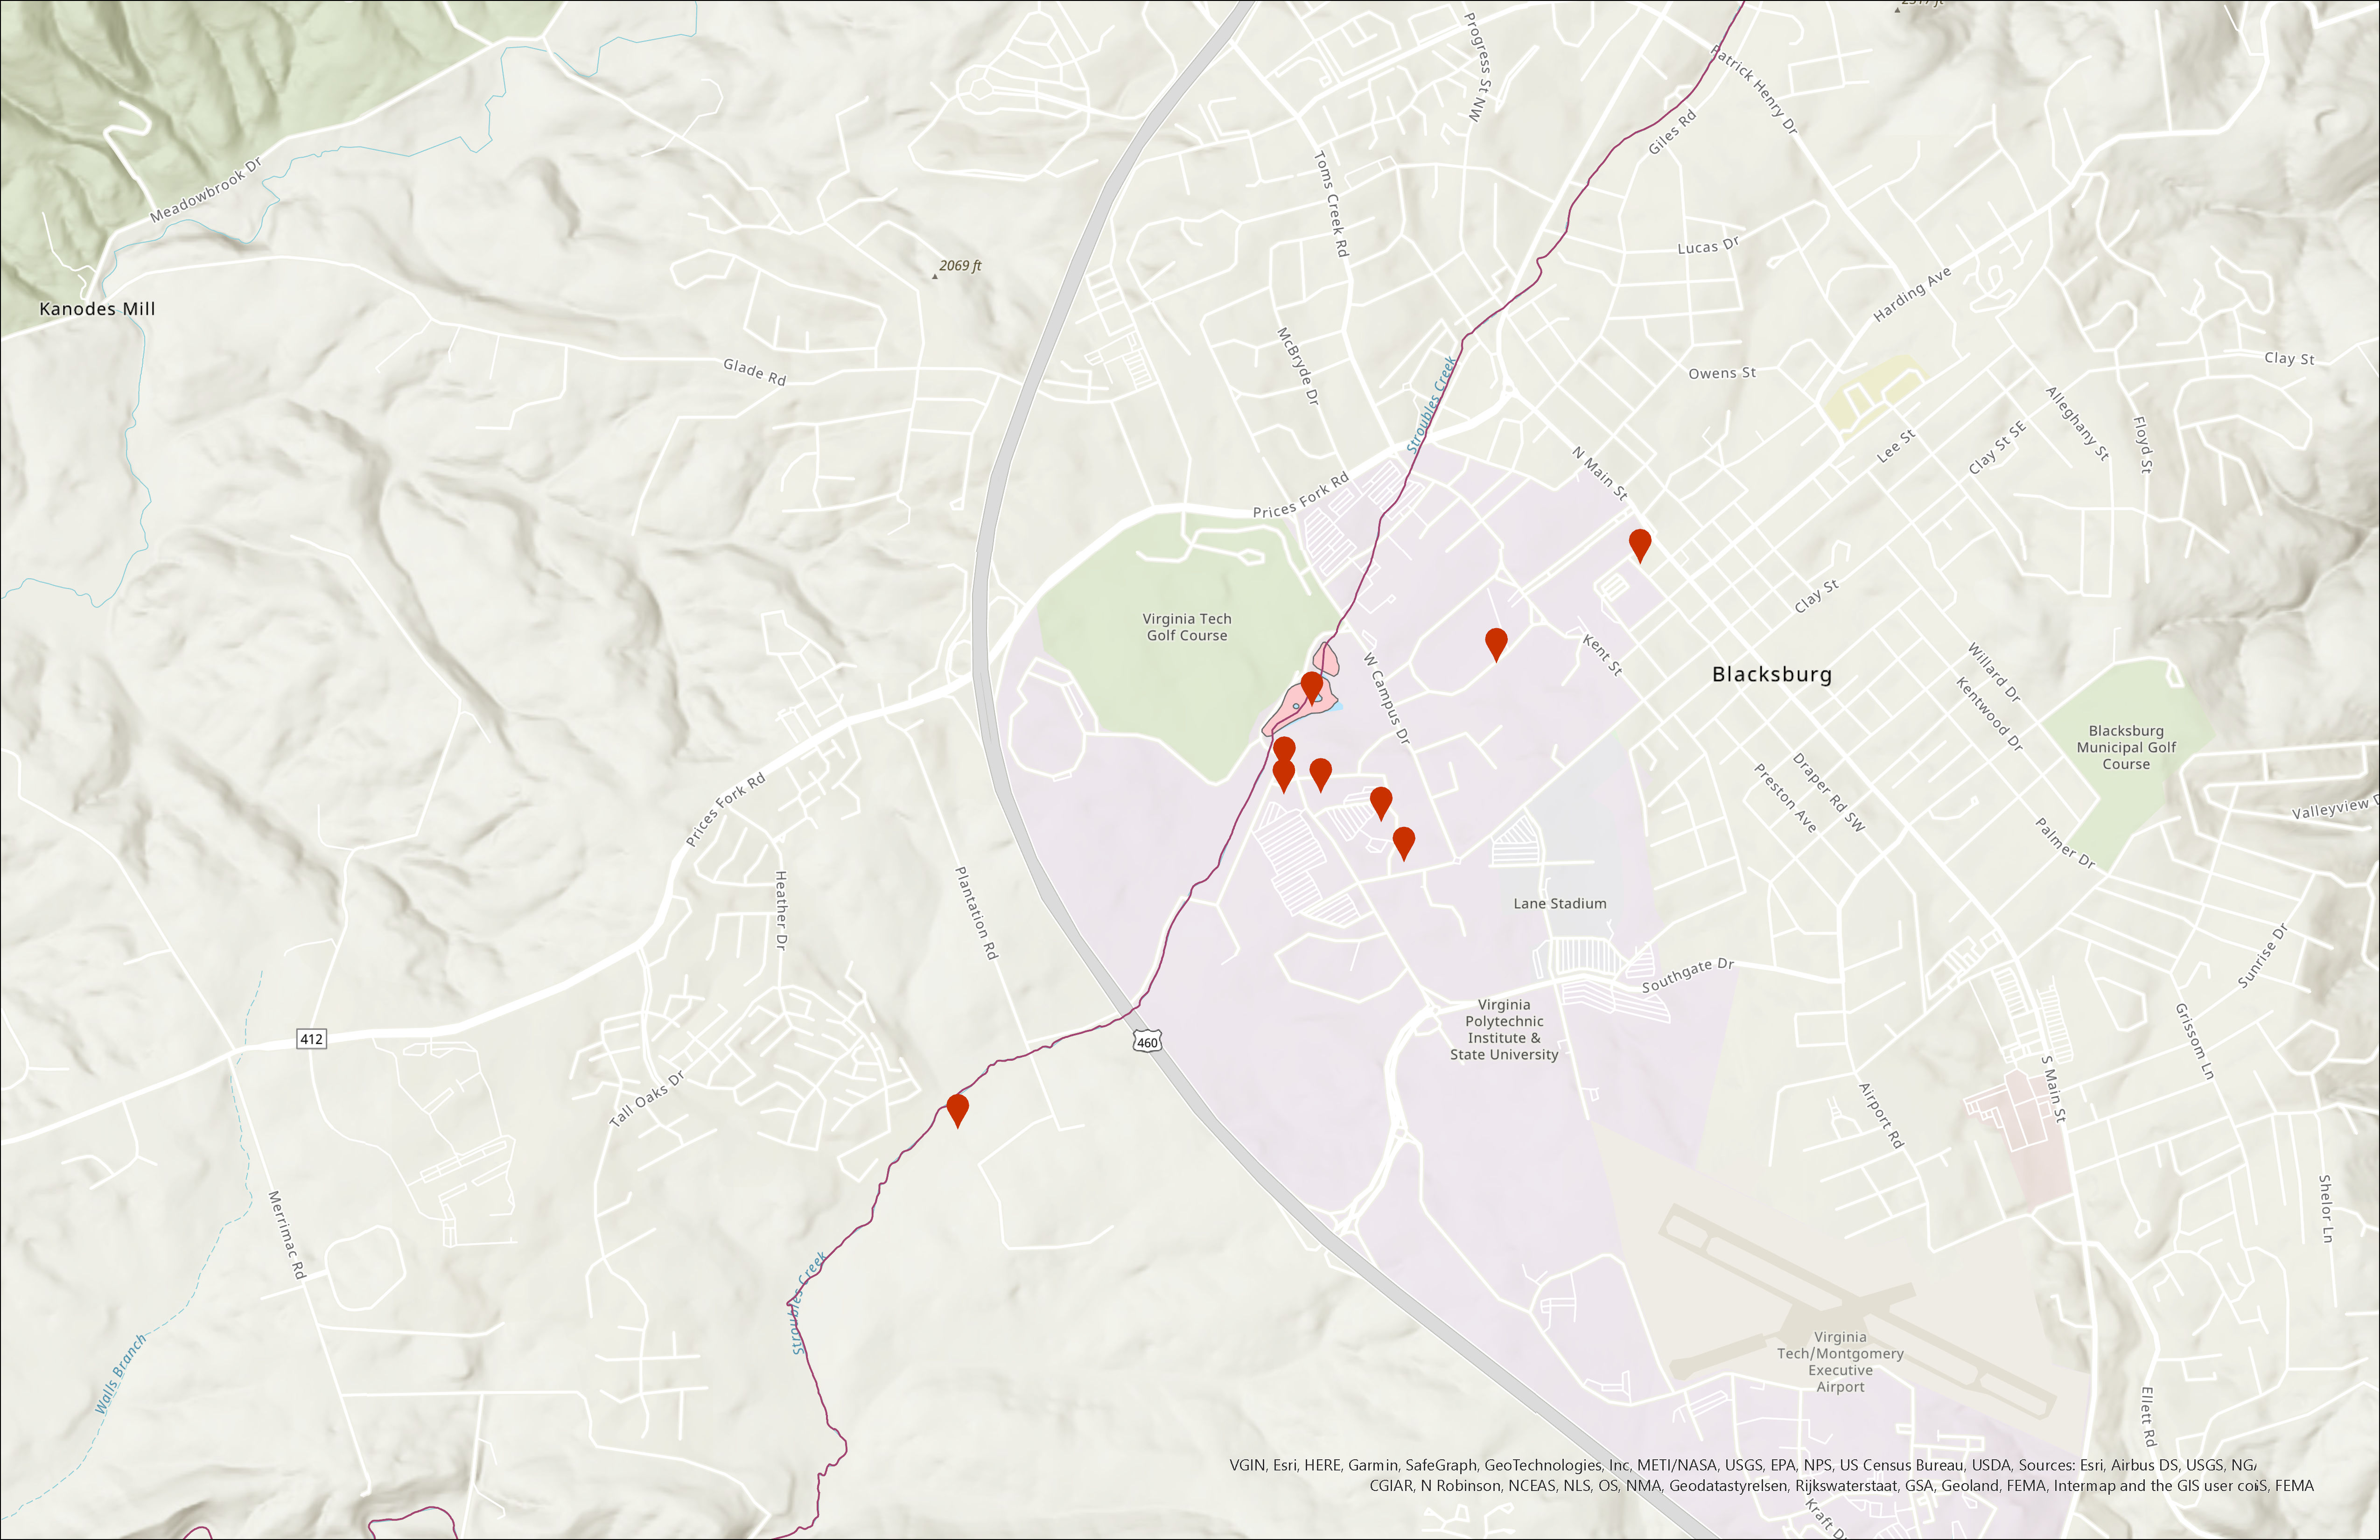 Progress St NW
Patrick Henry Dr
Giles Rd
Meadowbrook Dr
Toms Creek Rd
Lucas Dr
2069 ft
Harding Ave
Kanodes Mill
McBryde Dr
Glade Rd
Stroubles Creek
Owens St
Clay St
Alleghany St
Floyd St
Lee St
Clay St SE
N Main St
Prices Fork Rd
Virginia Tech
Golf Course
Clay St
Kent St
W Campus Dr
Blacksburg
Willard Dr
Kentwood Dr
Blacksburg
Municipal Golf
Course
Prices Fork Rd
Preston Ave
Draper Rd SW
Valleyview
Palmer Dr
Heather Dr
Plantation Rd
Lane Stadium
Southgate Dr
Sunrise Dr
Virginia
Polytechnic
Institute &
State University
412
460
Grissom Ln
S Main St
Tall Oaks Dr
Airport Rd
Merrimac Rd
Shelor Ln
Stroubles Creek
Walls Branch
Virginia
Tech/Montgomery
Executive
Airport
Ellett Rd
VGIN, Esri, HERE, Garmin, SafeGraph, GeoTechnologies, Inc, METI/NASA, USGS, EPA, NPS, US Census Bureau, USDA, Sources: Esri, Airbus DS, USGS,
CGIAR, N Robinson, NCEAS, NLS, OS, NMA, Geodatastyrelsen, Rijkswaterstaat, GSA, Geoland, FEMA, Intermap and the GIS user FEMA
Kraft